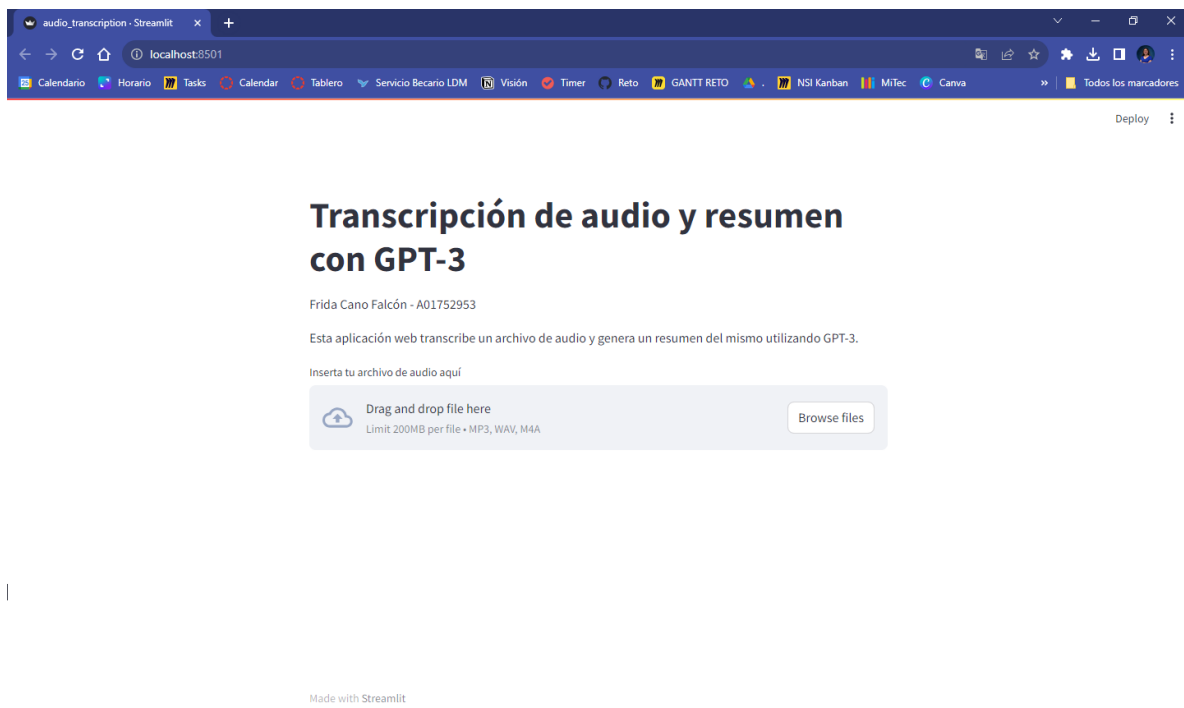 audio_transcription · Streamlit
localhost:8501
Calendario Horario Tasks Calendar Tablero Servicio Becario LDM Visión Timer Reto GANTT RETO . NSI Kanban MiTec Canva » Todos los marcadores
Deploy
Transcripción de audio y resumen
con GPT-3
Frida Cano Falcón - A01752953
Esta aplicación web transcribe un archivo de audio y genera un resumen del mismo utilizando GPT-3.
Inserta tu archivo de audio aquí
Drag and drop file here
Limit 200MB per file • MP3, WAV, M4A
Browse files
Made with Streamlit